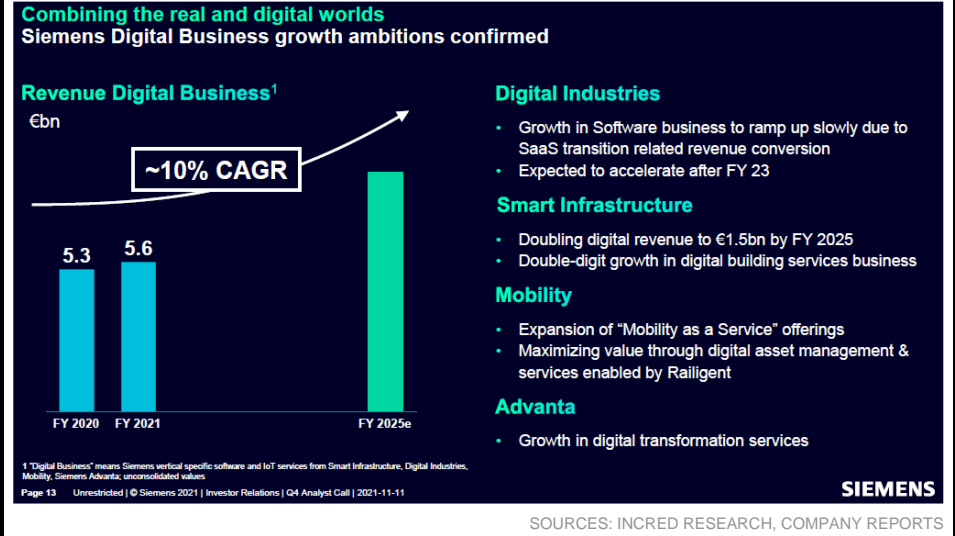 Combining the real and digital worlds
Siemens Digital Business growth ambitions confirmed
Revenue Digital Business¹
€bn
~10% CAGR
5.3
5.6
FY 2020
FY 2021
FY 2025e
Digital Industries
• Growth in Software business to ramp up slowly due to
SaaS transition related revenue conversion
• Expected to accelerate after FY 23
Smart Infrastructure
• Doubling digital revenue to €1.5bn by FY 2025
• Double-digit growth in digital building services business
Mobility
• Expansion of “Mobility as a Service” offerings
• Maximizing value through digital asset management &
services enabled by Railigent
Advanta
• Growth in digital transformation services
1 "Digital Business" means Siemens vertical specific software and IoT services from Smart Infrastructure, Digital Industries,
Mobility, Siemens Advanta; unconsolidated values
Page 13 Unrestricted | © Siemens 2021 | Investor Relations | Q4 Analyst Call | 2021-11-11
SIEMENS
SOURCES: INCRED RESEARCH, COMPANY REPORTS